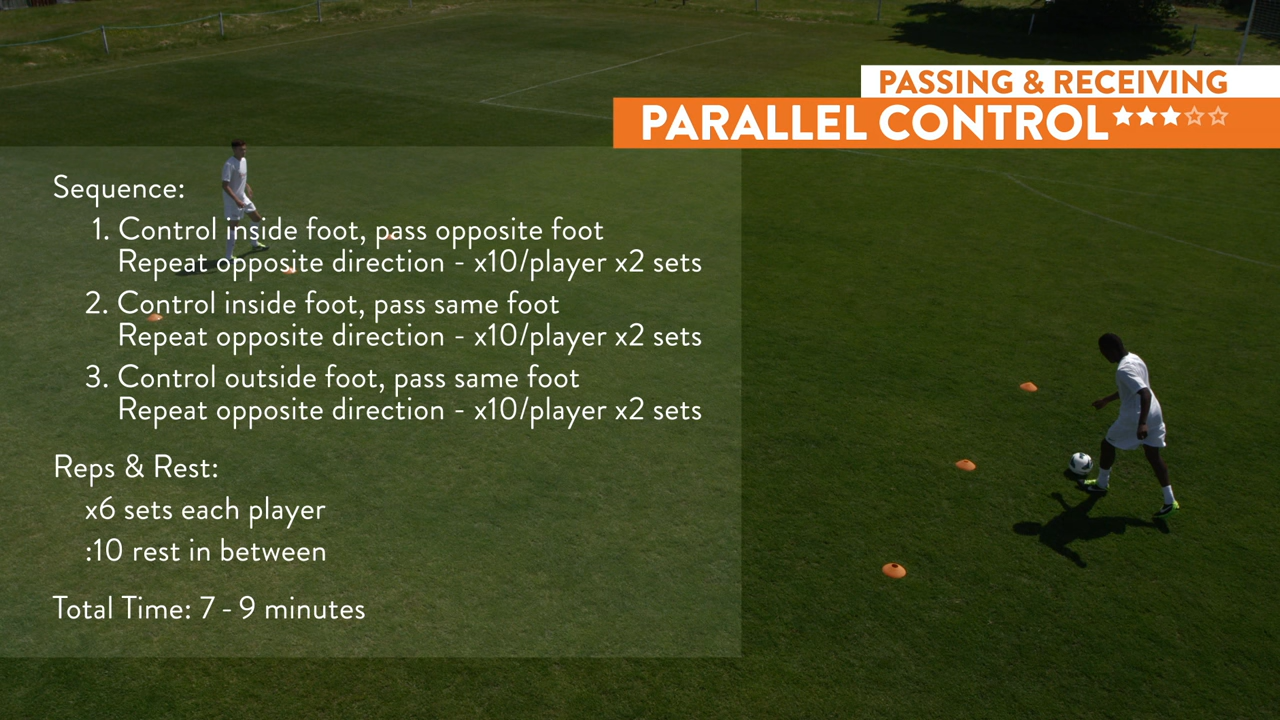 PASSING & RECEIVING
PARALLEL CONTROL
Sequence:
1. Control inside foot, pass opposite foot
Repeat opposite direction - x10/player x2 sets
2. Control inside foot, pass same foot
Repeat opposite direction - x10/player x2 sets
3. Control outside foot, pass same foot
Repeat opposite direction - x10/player x2 sets
Reps & Rest:
x6 sets each player
:10 rest in between
Total Time: 7 - 9 minutes